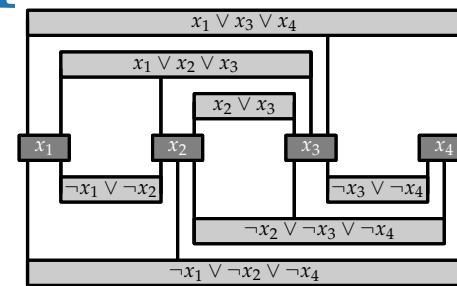 x₁ ∨ x₃ ∨ x₄
x₁ ∨ x₂ ∨ x₃
x₂ ∨ x₃
x₁ x₂ x₃ x₄
¬x₁ ∨ ¬x₂ ¬x₃ ∨ ¬x₄
¬x₂ ∨ ¬x₃ ∨ ¬x₄
¬x₁ ∨ ¬x₂ ∨ ¬x₄